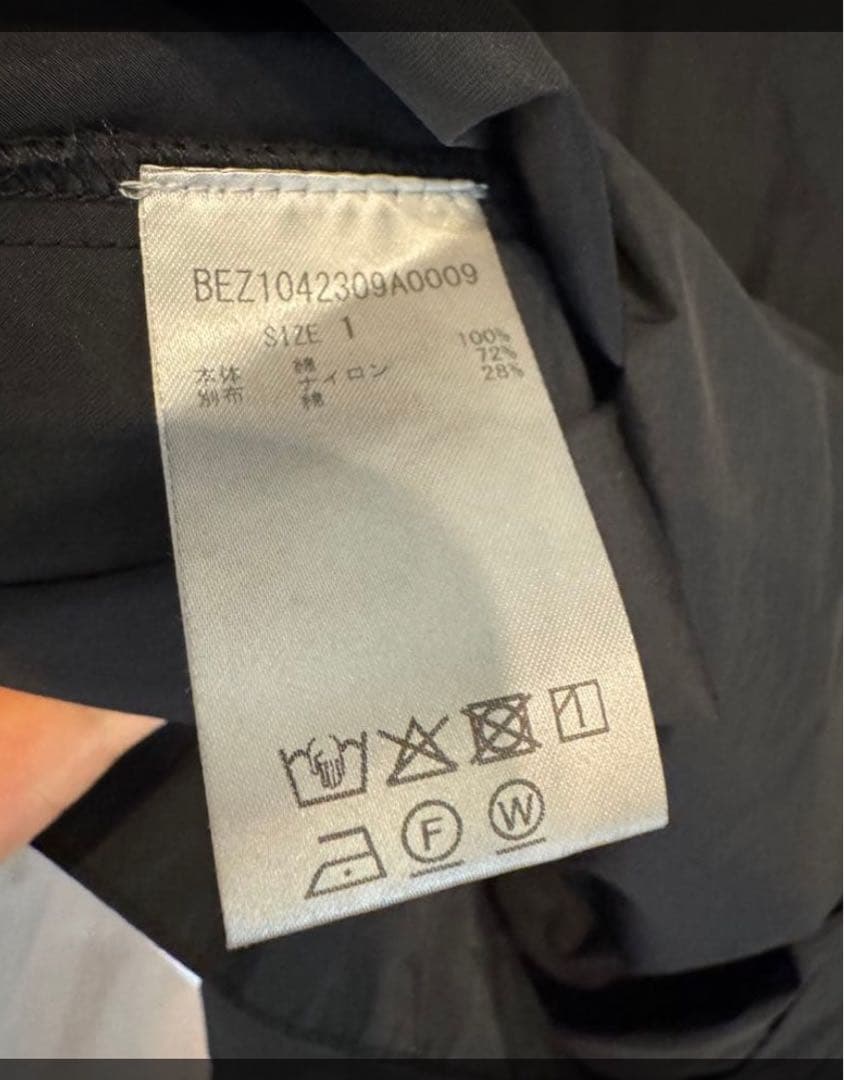 BEZ1042309A0009
SIZE 1
本体 綿 100%
別布 ナイロン 72%
綿 28%
F W